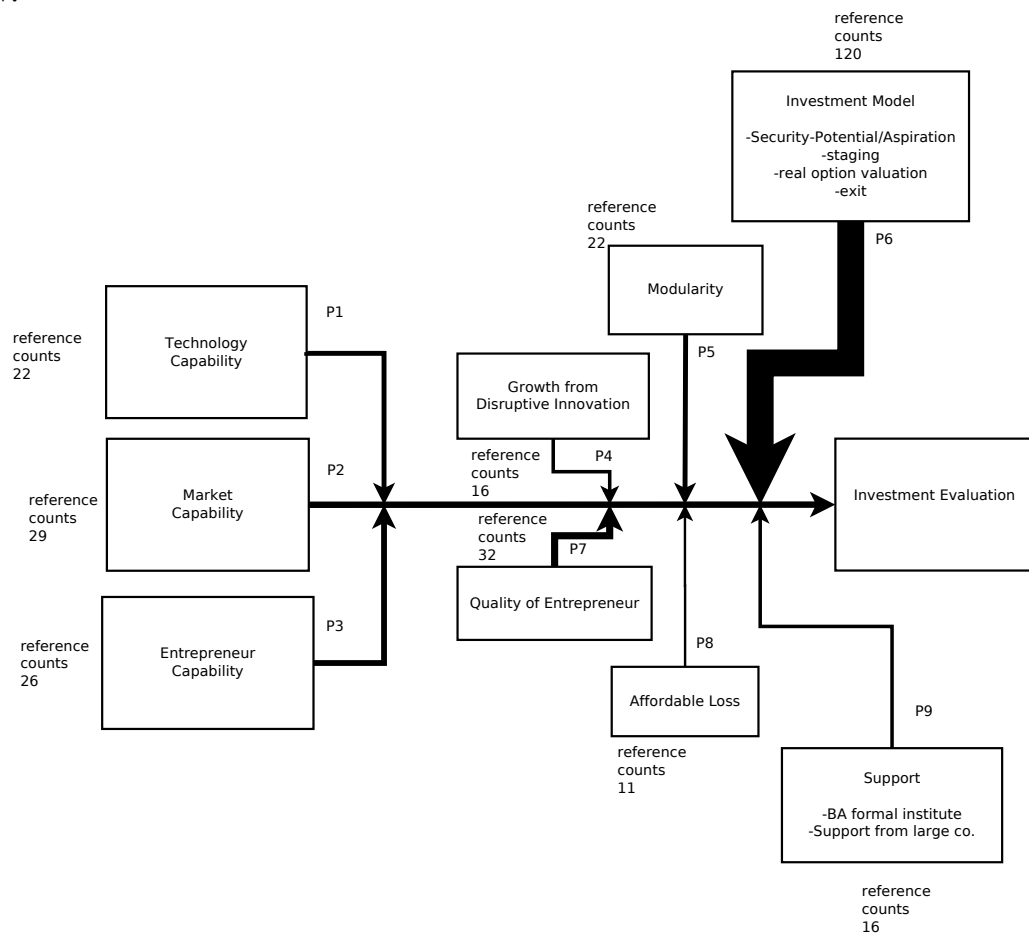 reference
counts
120
Investment Model
-Security-Potential/Aspiration
-staging
-real option valuation
-exit
P6
reference
counts
22
Modularity
P5
Technology
Capability
P1
reference
counts
22
Growth from
Disruptive Innovation
P4
reference
counts
16
Market
Capability
P2
reference
counts
29
Investment Evaluation
reference
counts
32
P7
Quality of Entrepreneur
Entrepreneur
Capability
P3
reference
counts
26
P8
Affordable Loss
reference
counts
11
P9
Support
-BA formal institute
-Support from large co.
reference
counts
16